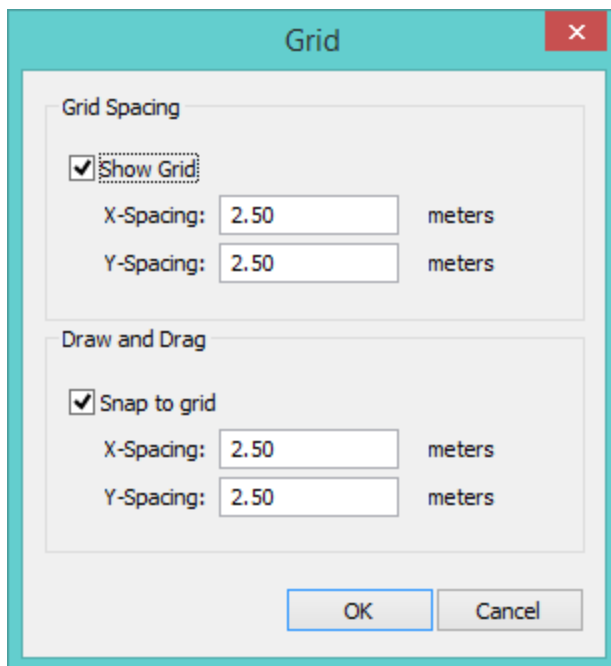 Grid
Grid Spacing
Show Grid
X-Spacing: 2.50 meters
Y-Spacing: 2.50 meters
Draw and Drag
Snap to grid
X-Spacing: 2.50 meters
Y-Spacing: 2.50 meters
OK Cancel